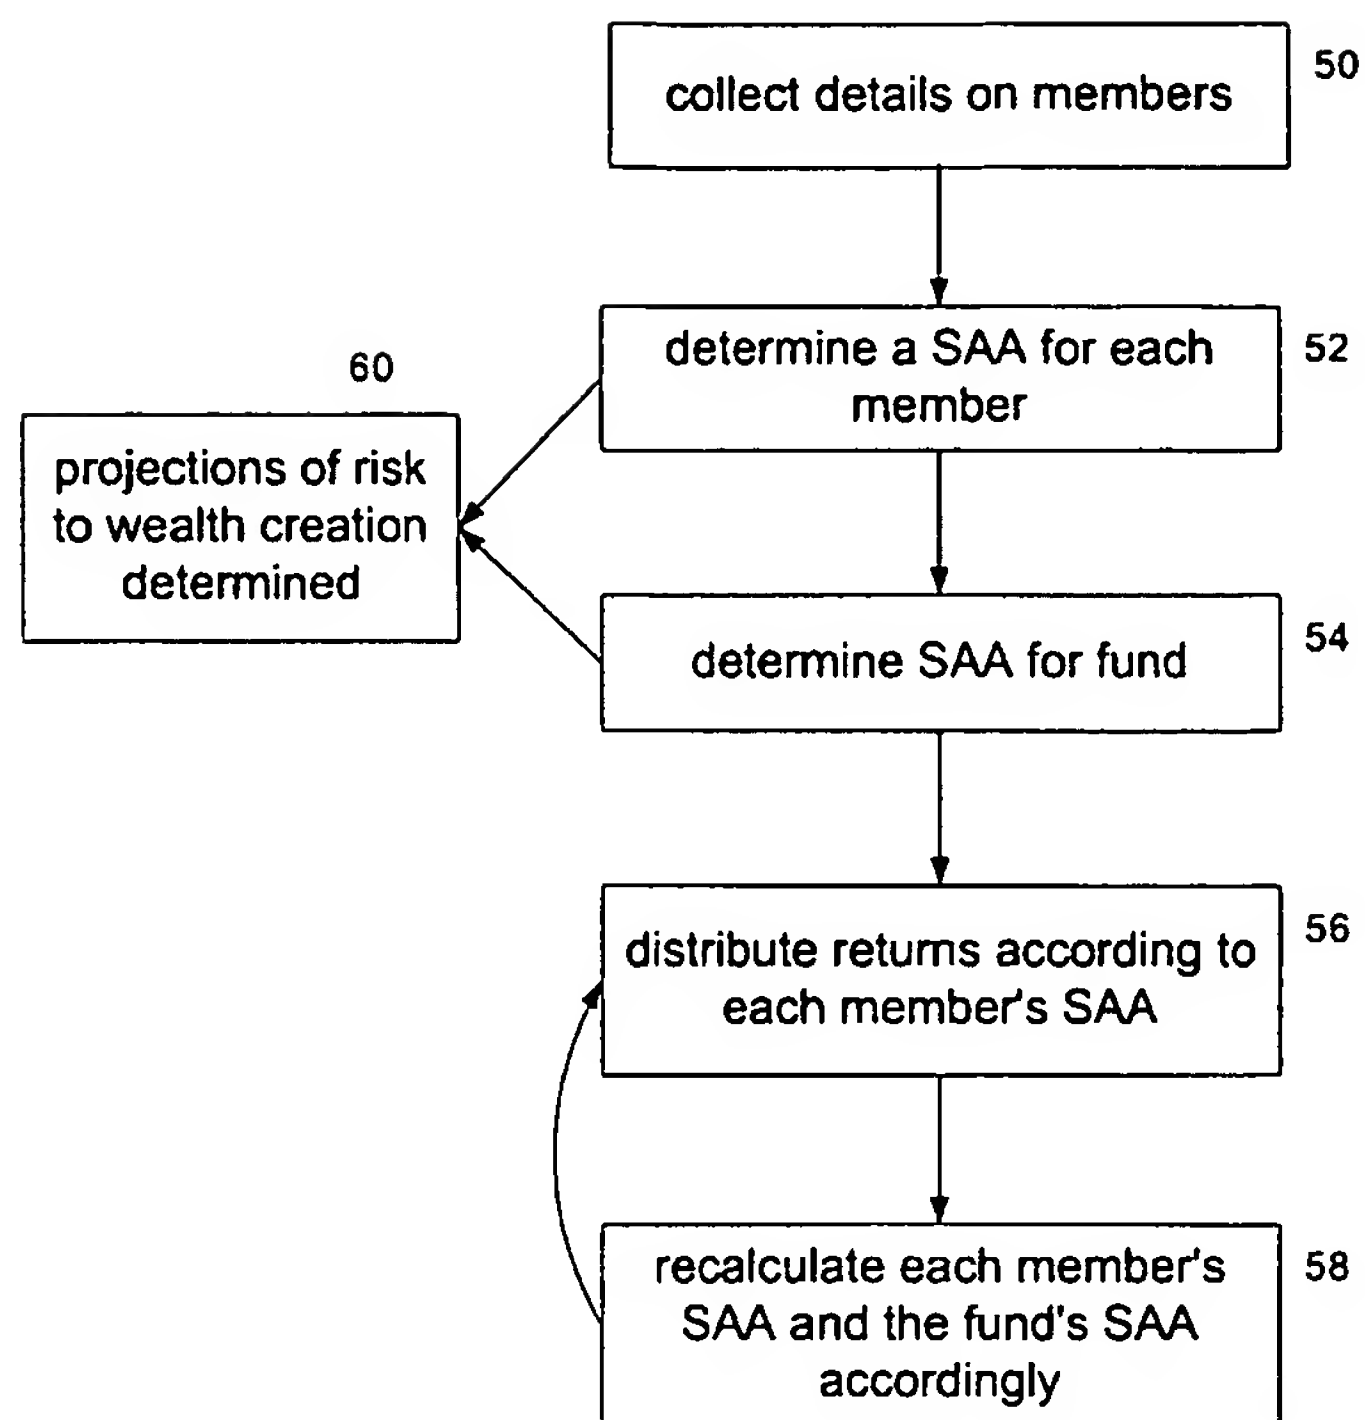 50
collect details on members
52
determine a SAA for each
member
60
projections of risk
to wealth creation
determined
54
determine SAA for fund
56
distribute returns according to
each member's SAA
58
recalculate each member's
SAA and the fund's SAA
accordingly